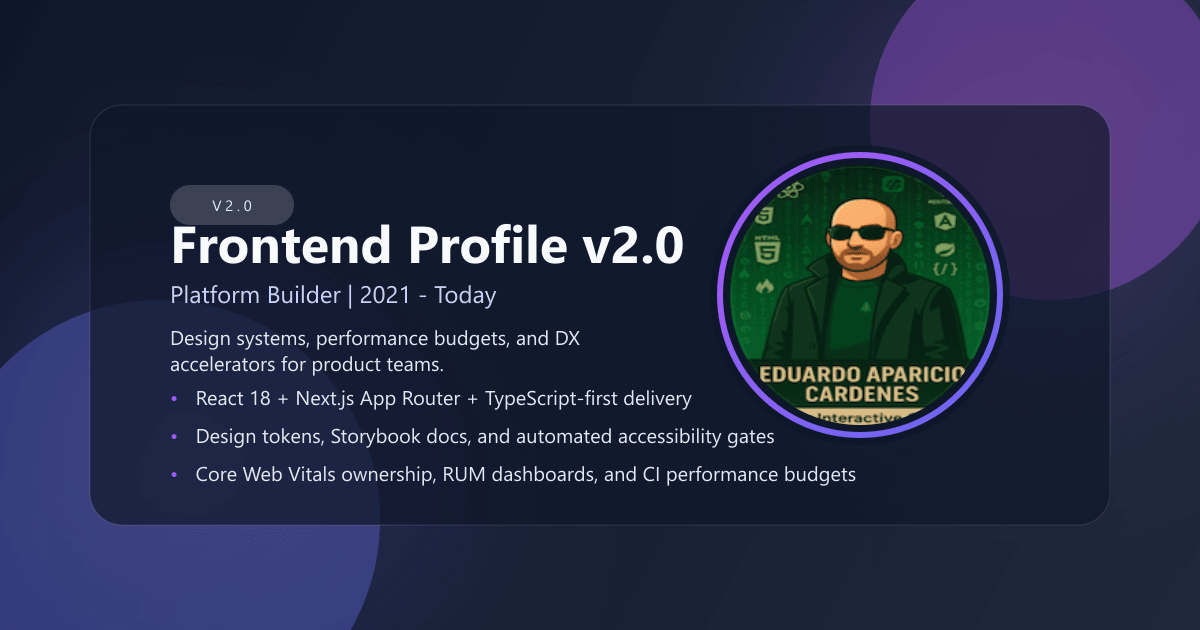 V2.0
Frontend Profile v2.0
Platform Builder | 2021 - Today
Design systems, performance budgets, and DX
accelerators for product teams.
• React 18 + Next.js App Router + TypeScript-first delivery
• Design tokens, Storybook docs, and automated accessibility gates
• Core Web Vitals ownership, RUM dashboards, and CI performance budgets
HTML
{/}
EDUARDO APARICIO
CARDENES
Interactive